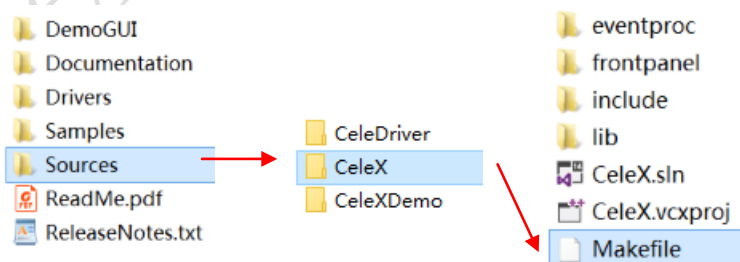 DemoGUI
Documentation
Drivers
Samples
Sources
ReadMe.pdf
ReleaseNotes.txt
CeleDriver
CeleX
CeleXDemo
eventproc
frontpanel
include
lib
CeleX.sln
CeleX.vcxproj
Makefile